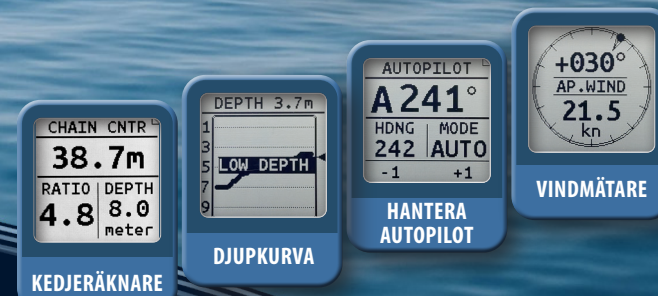 CHAIN CNTR
38.7m
RATIO DEPTH
4.8 8.0
meter
KEDJERÄKNARE
DEPTH 3.7m
1
3
5
LOW DEPTH
7
9
DJUPKURVA
AUTOPILOT
A 241°
HDNG MODE
242 AUTO
-1 +1
HANTERA
AUTOPILOT
+030°
AP.WIND
21.5
kn
VINDMÄTARE